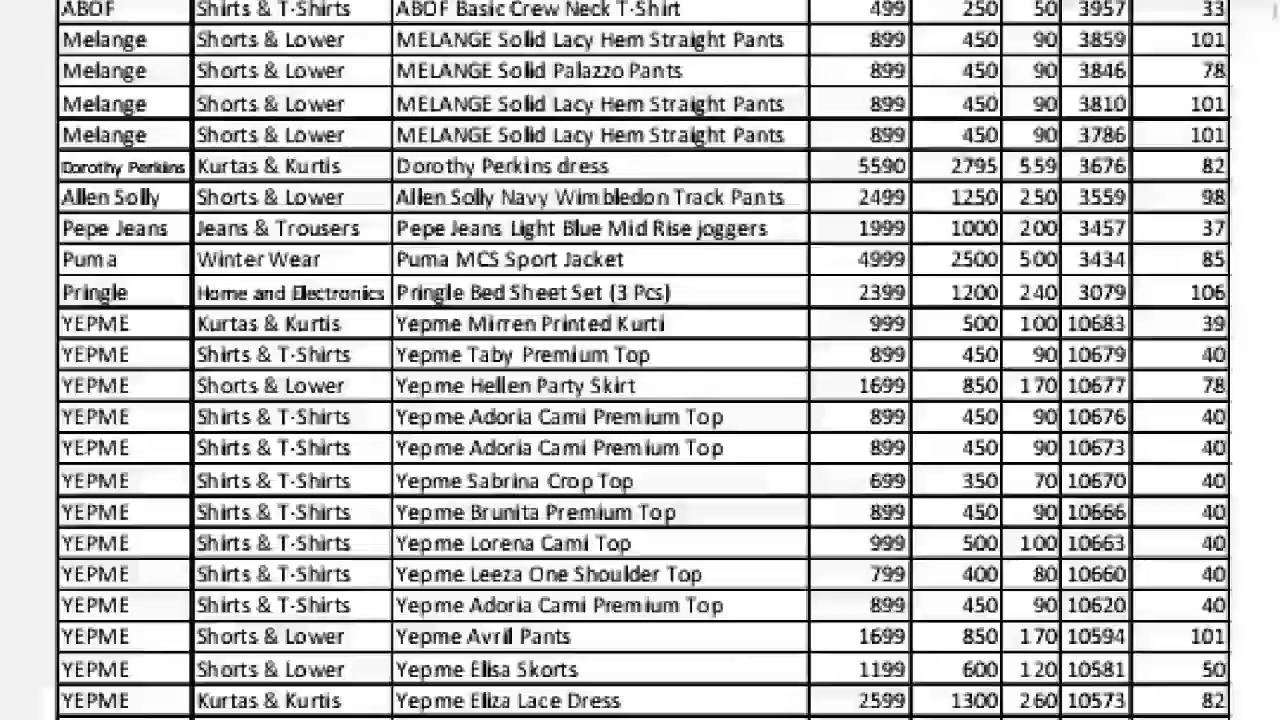 ABOF Shirts & T-Shirts ABOF Basic Crew Neck T-Shirt 499 250 50 3957 33
Melange Shorts & Lower MELANGE Solid Lacy Hem Straight Pants 899 450 90 3859 101
Melange Shorts & Lower MELANGE Solid Palazzo Pants 899 450 90 3846 78
Melange Shorts & Lower MELANGE Solid Lacy Hem Straight Pants 899 450 90 3810 101
Melange Shorts & Lower MELANGE Solid Lacy Hem Straight Pants 899 450 90 3786 101
Dorothy Perkins Kurtas & Kurtis Dorothy Perkins dress 5590 2795 559 3676 82
Allen Solly Shorts & Lower Allen Solly Navy Wimbledon Track Pants 2499 1250 250 3559 98
Pepe Jeans Jeans & Trousers Pepe Jeans Light Blue Mid Rise joggers 1999 1000 200 3457 37
Puma Winter Wear Puma MCS Sport Jacket 4999 2500 500 3434 85
Pringle Home and Electronics Pringle Bed Sheet Set (3 Pcs) 2399 1200 240 3079 106
YEPME Kurtas & Kurtis Yepme Mirren Printed Kurti 999 500 100 10683 39
YEPME Shirts & T-Shirts Yepme Taby Premium Top 899 450 90 10679 40
YEPME Shorts & Lower Yepme Hellen Party Skirt 1699 850 170 10677 78
YEPME Shirts & T-Shirts Yepme Adoria Cami Premium Top 899 450 90 10676 40
YEPME Shirts & T-Shirts Yepme Adoria Cami Premium Top 899 450 90 10673 40
YEPME Shirts & T-Shirts Yepme Sabrina Crop Top 699 350 70 10670 40
YEPME Shirts & T-Shirts Yepme Brunita Premium Top 899 450 90 10666 40
YEPME Shirts & T-Shirts Yepme Lorena Cami Top 999 500 100 10663 40
YEPME Shirts & T-Shirts Yepme Leeza One Shoulder Top 799 400 80 10660 40
YEPME Shirts & T-Shirts Yepme Adoria Cami Premium Top 899 450 90 10620 40
YEPME Shorts & Lower Yepme Avril Pants 1699 850 170 10594 101
YEPME Shorts & Lower Yepme Elisa Skorts 1199 600 120 10581 50
YEPME Kurtas & Kurtis Yepme Eliza Lace Dress 2599 1300 260 10573 82